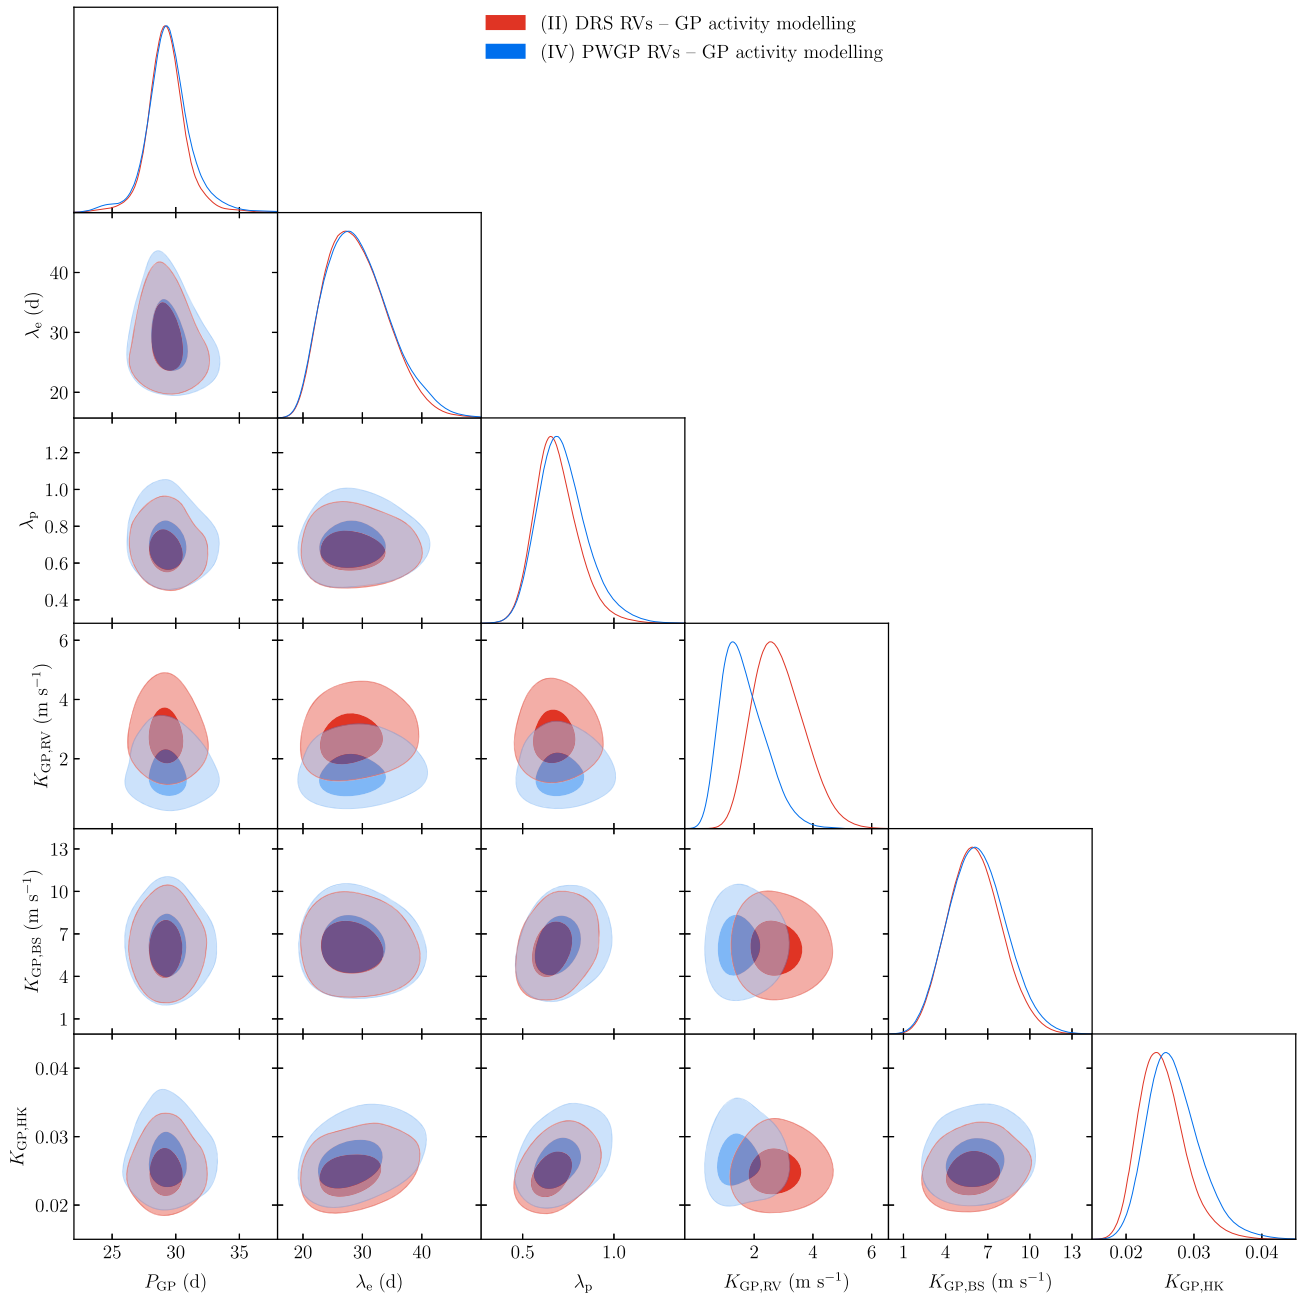 (II) DRS RVs – GP activity modelling
(IV) PWGP RVs – GP activity modelling
40
30
20
λe (d)
1.2
1.0
0.8
0.6
0.4
λp
6
4
2
KGP,RV (m s−1)
13
10
7
4
1
KGP,BS (m s−1)
0.04
0.03
0.02
KGP,HK
25 30 35 20 30 40 0.5 1.0 2 4 6 1 4 7 10 13 0.02 0.03 0.04
PGP (d) λe (d) λp KGP,RV (m s−1) KGP,BS (m s−1) KGP,HK